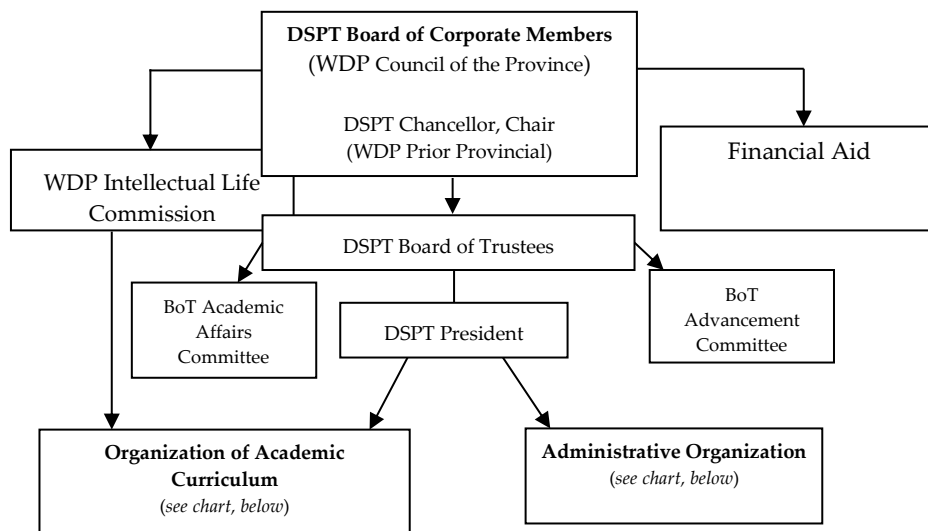 DSPT Board of Corporate Members
(WDP Council of the Province)
DSPT Chancellor, Chair
(WDP Prior Provincial)
Financial Aid
WDP Intellectual Life
Commission
DSPT Board of Trustees
BoT Academic
Affairs
Committee
DSPT President
BoT
Advancement
Committee
Organization of Academic
Curriculum
(see chart, below)
Administrative Organization
(see chart, below)